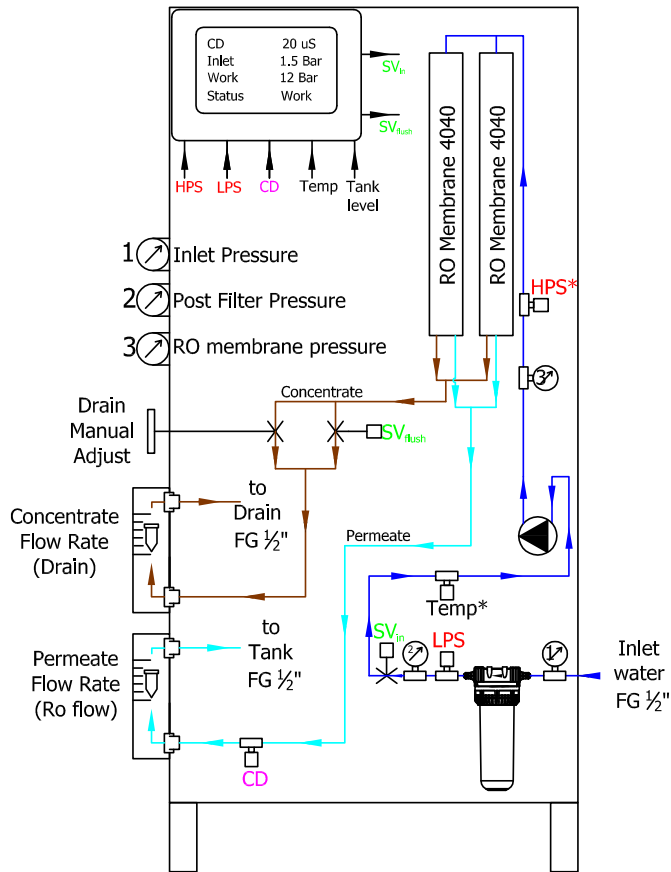 CD 20 uS
Inlet 1.5 Bar
Work 12 Bar
Status Work
SVin
SVflush
HPS LPS CD Temp Tank
level
RO Membrane 4040
RO Membrane 4040
1 Inlet Pressure
2 Post Filter Pressure
3 RO membrane pressure
HPS*
3
Concentrate
Drain
Manual
Adjust
SVflush
Concentrate
Flow Rate
(Drain)
to
Drain
FG ½"
Permeate
Temp*
SVin
2
LPS
1
Inlet
water
FG ½"
Permeate
Flow Rate
(Ro flow)
to
Tank
FG ½"
CD